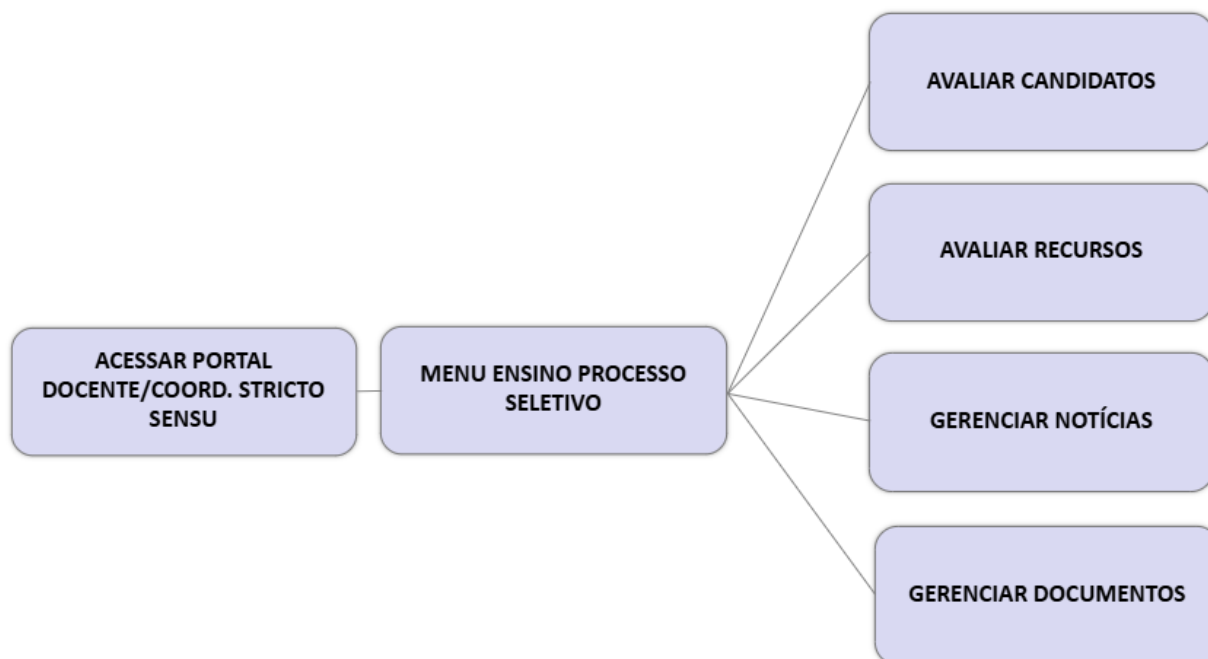 ACESSAR PORTAL
DOCENTE/COORD. STRICTO
SENSU
MENU ENSINO PROCESSO
SELETIVO
AVALIAR CANDIDATOS
AVALIAR RECURSOS
GERENCIAR NOTÍCIAS
GERENCIAR DOCUMENTOS